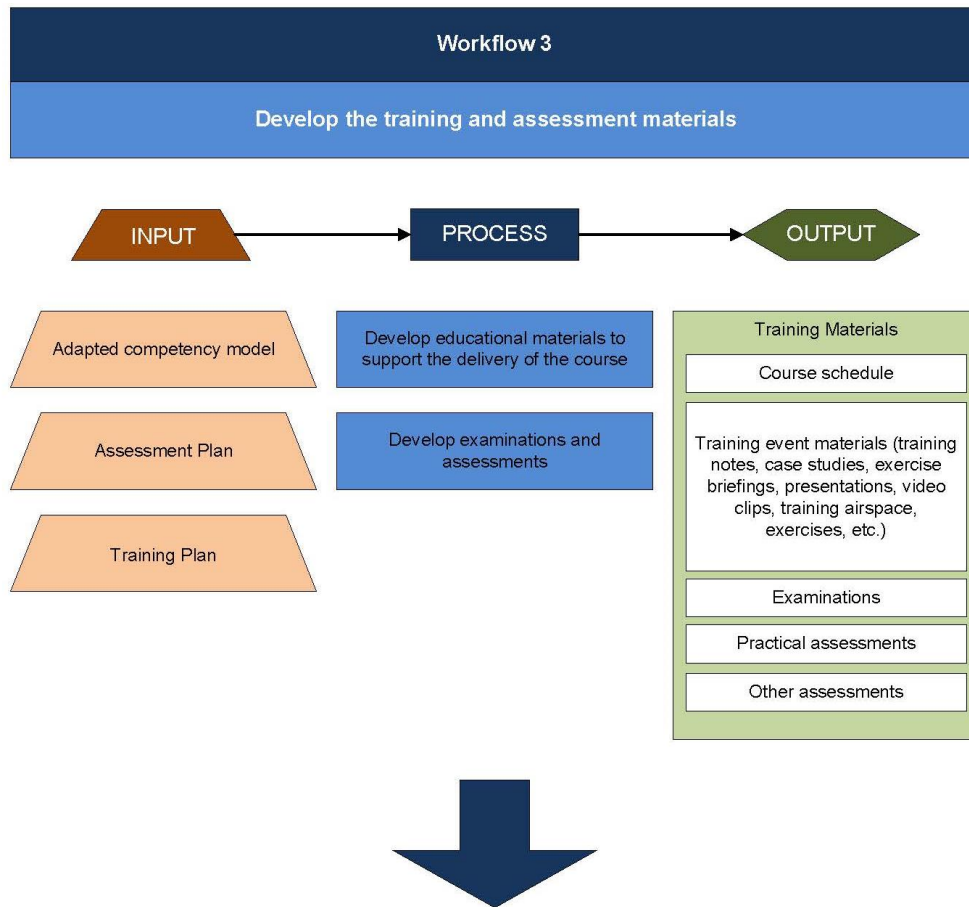 Workflow 3
Develop the training and assessment materials
INPUT
PROCESS
OUTPUT
Adapted competency model
Assessment Plan
Training Plan
Develop educational materials to
support the delivery of the course
Develop examinations and
assessments
Training Materials
Course schedule
Training event materials (training
notes, case studies, exercise
briefings, presentations, video
clips, training airspace,
exercises, etc.)
Examinations
Practical assessments
Other assessments